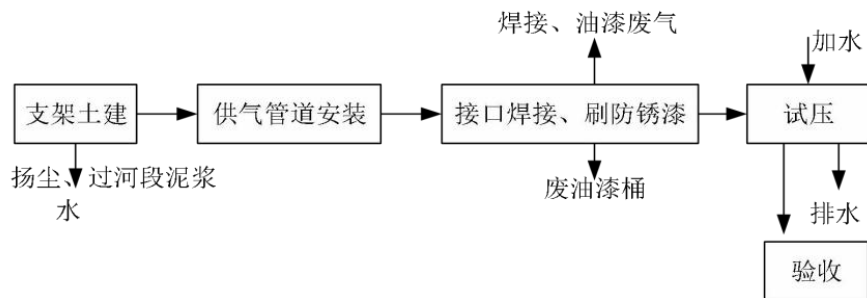 焊接、油漆废气
加水
支架土建
供气管道安装
接口焊接、刷防锈漆
试压
扬尘、过河段泥浆
水
废油漆桶
排水
验收